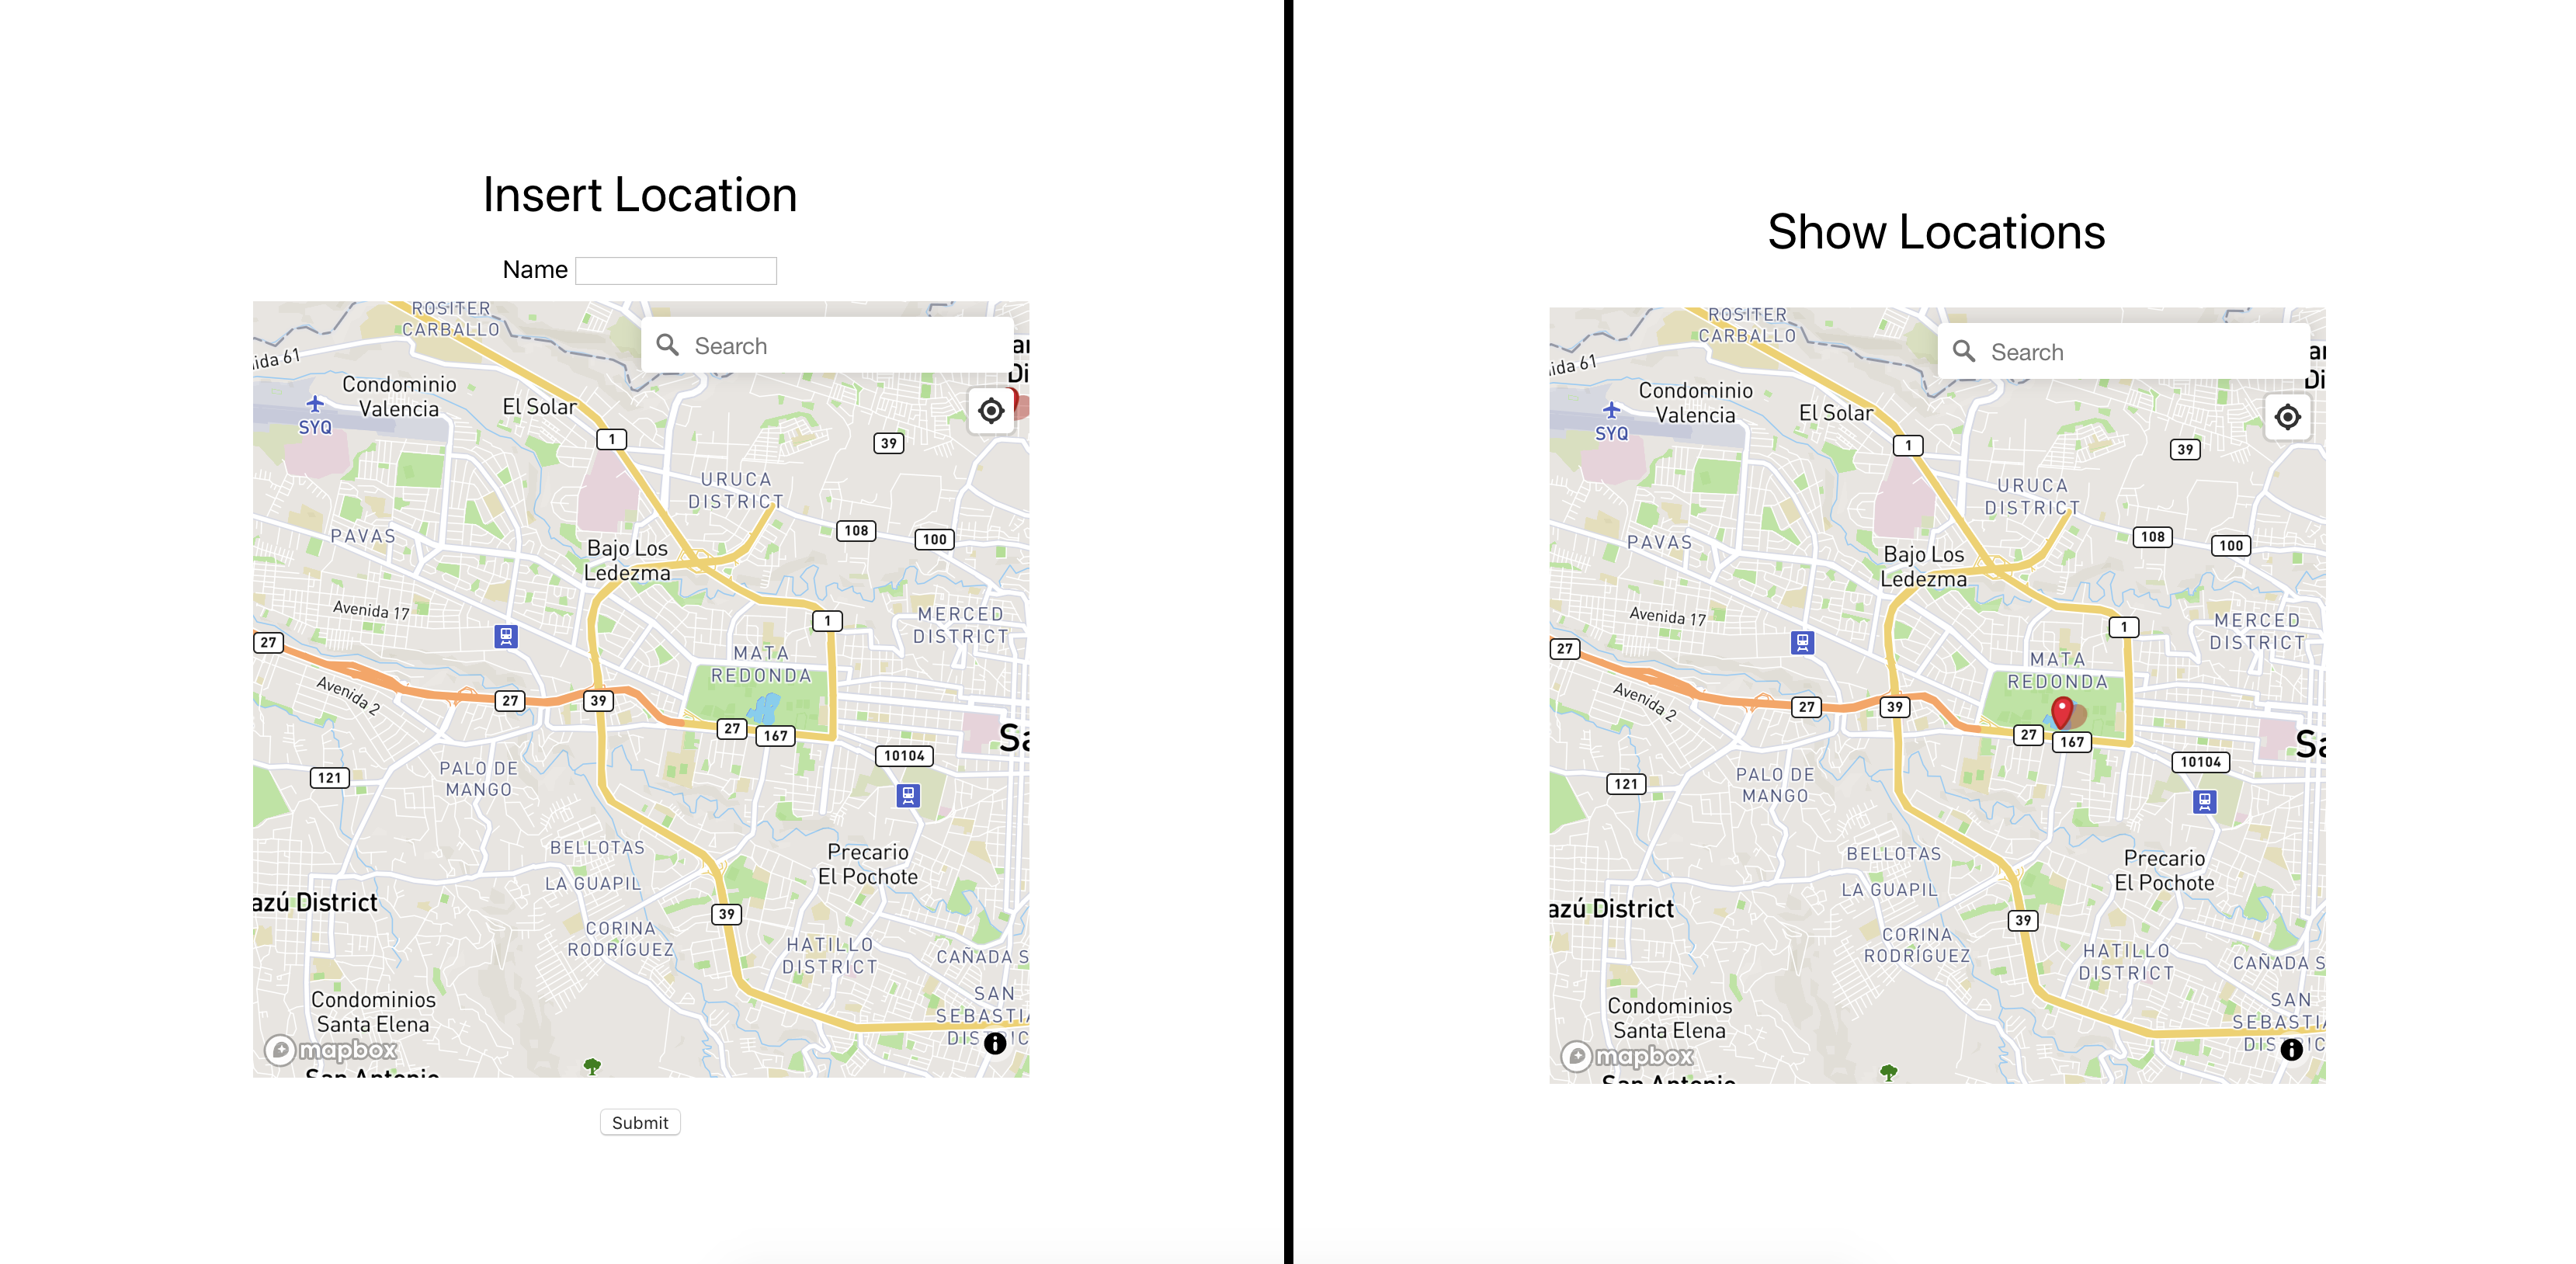 Insert Location
Name
ROSITER
CARBALLO
Search
ida 61
Condominio
Valencia
El Solar
SYQ
1
39
URUCA
DISTRICT
108
100
PAVAS
Bajo Los
Ledezma
Avenida 17
MERCED
DISTRICT
1
27
MATA
REDONDA
Avenida 2
27
39
27
167
10104
121
PALO DE
MANGO
BELLOTAS
LA GUAPIL
Precario
El Pochote
azú District
39
CORINA
RODRÍGUEZ
HATILLO
DISTRICT
CAÑADA S
SAN
SEBASTI
Condominios
Santa Elena
mapbox
San Antonio
Submit
Show Locations
ROSITER
CARBALLO
Search
ida 61
Condominio
Valencia
El Solar
SYQ
1
39
URUCA
DISTRICT
108
100
PAVAS
Bajo Los
Ledezma
Avenida 17
MERCED
DISTRICT
1
27
MATA
REDONDA
Avenida 2
27
39
27
167
10104
121
PALO DE
MANGO
BELLOTAS
LA GUAPIL
Precario
El Pochote
azú District
39
CORINA
RODRÍGUEZ
HATILLO
DISTRICT
CAÑADA S
SAN
SEBASTI
Condominios
Santa Elena
mapbox
San Antonio